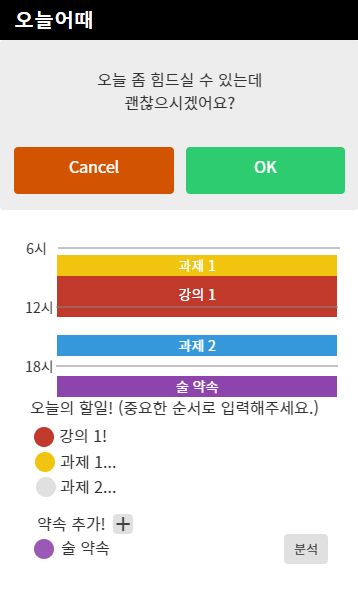 오늘어때
오늘 좀 힘드실 수 있는데
괜찮으시겠어요?
Cancel
OK
6시
과제 1
강의 1
12시
과제 2
18시
술 약속
오늘의 할일! (중요한 순서로 입력해주세요.)
강의 1!
과제 1...
과제 2...
약속 추가! +
술 약속
분석